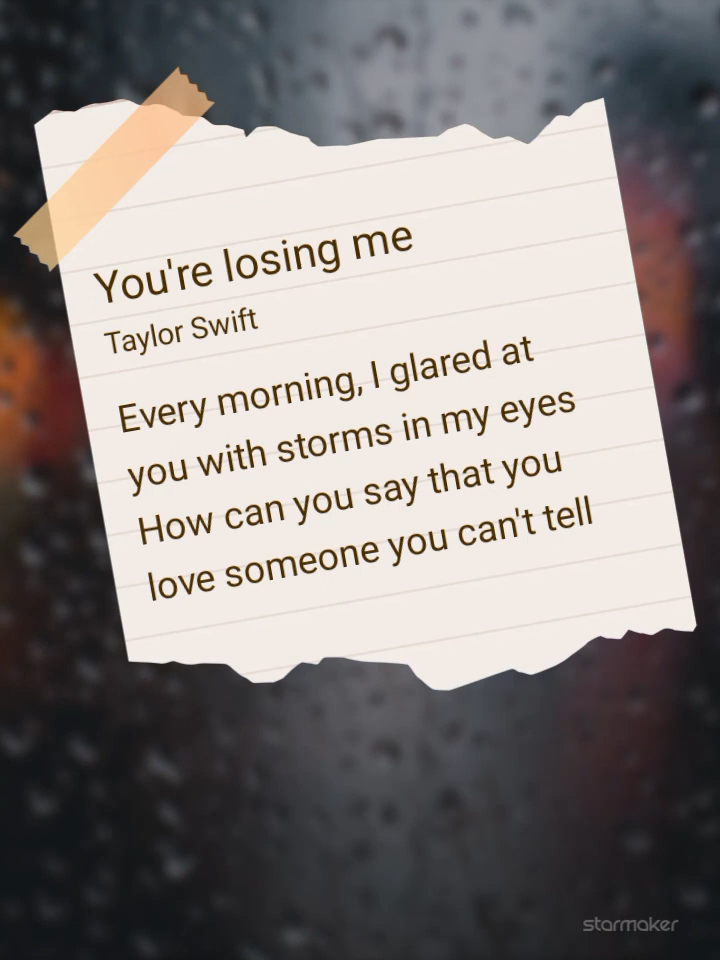 You're losing me
Taylor Swift
Every morning, I glared at
you with storms in my eyes
How can you say that you
love someone you can't tell
starmaker